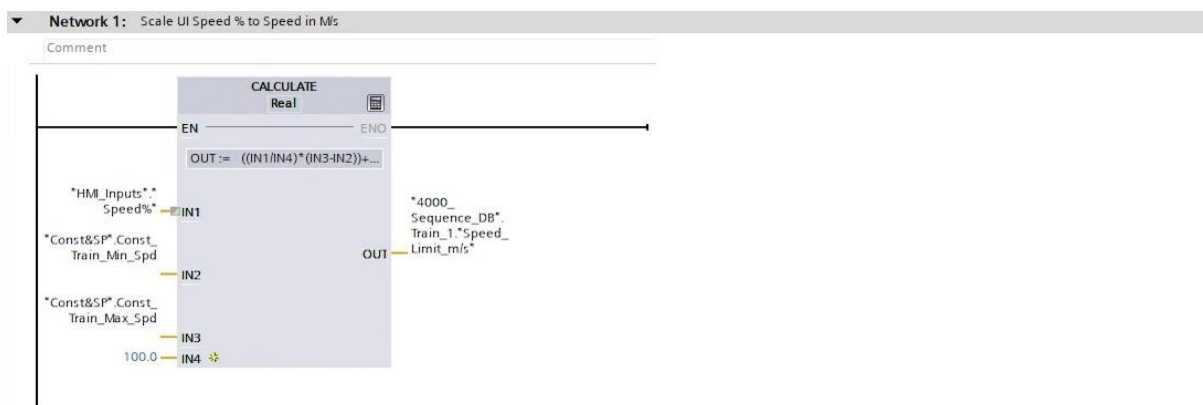 Network 1: Scale UI Speed % to Speed in M/s
Comment
CALCULATE
Real
EN
ENO
OUT := ((IN1/IN4)*(IN3-IN2))+...
"HMI_Inputs"."
Speed%"
IN1
"4000_
Sequence_DB".
Train_1."Speed_
Limit_m/s"
"Const&SP".Const_
Train_Min_Spd
OUT
IN2
"Const&SP".Const_
Train_Max_Spd
IN3
100.0
IN4